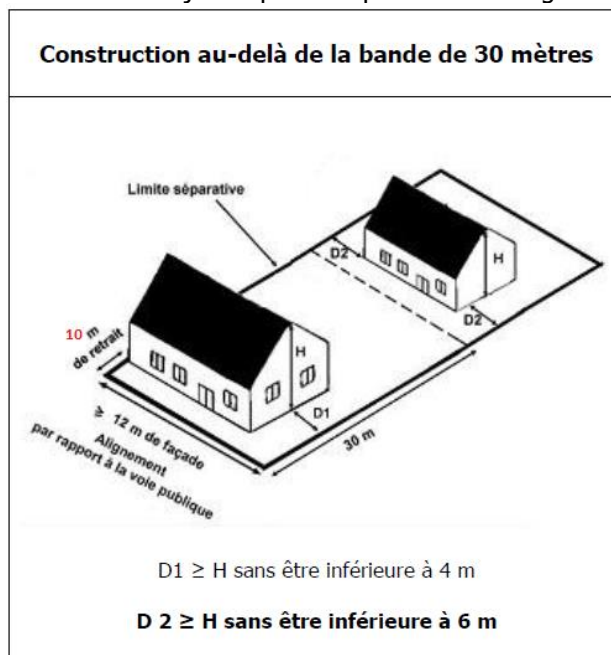 Construction au-delà de la bande de 30 mètres
Limite séparative
D2
H
D2
10 m
de retrait
H
D1
30 m
≥ 12 m de façade
Alignement
par rapport à la voie publique
D1 ≥ H sans être inférieure à 4 m
D 2 ≥ H sans être inférieure à 6 m